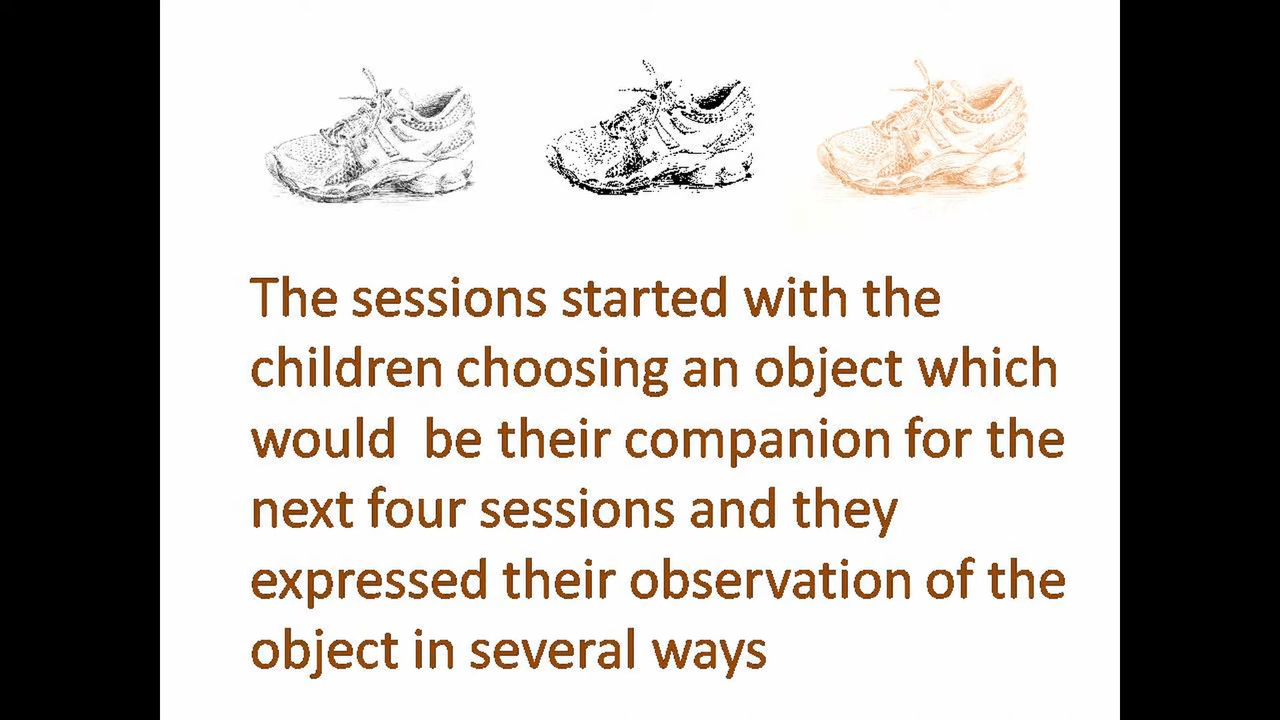 The sessions started with the
children choosing an object which
would  be their companion for the
next four sessions and they
expressed their observation of the
object in several ways